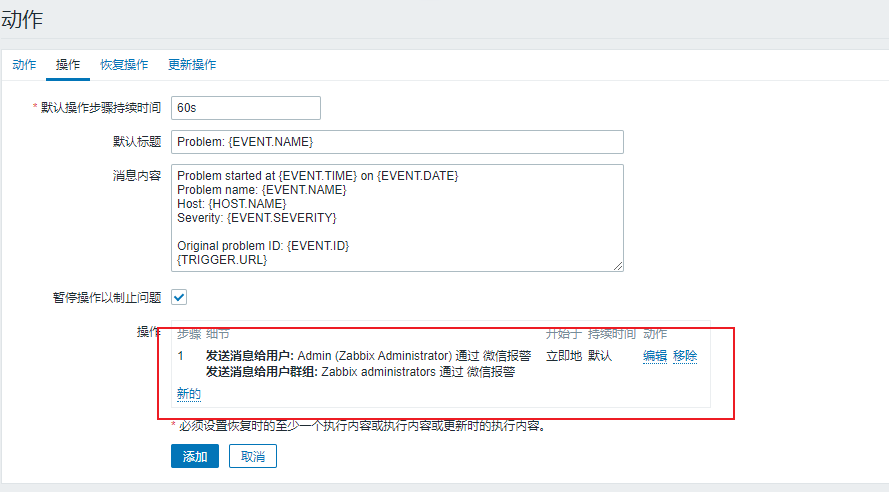 动作
动作 操作 恢复操作 更新操作
* 默认操作步骤持续时间 60s
默认标题 Problem: {EVENT.NAME}
消息内容 Problem started at {EVENT.TIME} on {EVENT.DATE}
Problem name: {EVENT.NAME}
Host: {HOST.NAME}
Severity: {EVENT.SEVERITY}
Original problem ID: {EVENT.ID}
{TRIGGER.URL}
暂停操作以制止问题
操作 步骤 细节 开始于 持续时间 动作
1 发送消息给用户: Admin (Zabbix Administrator) 通过 微信报警 立即地 默认 编辑 移除
发送消息给用户群组: Zabbix administrators 通过 微信报警
新的
* 必须设置恢复时的至少一个执行内容或执行内容或更新时的执行内容。
添加 取消